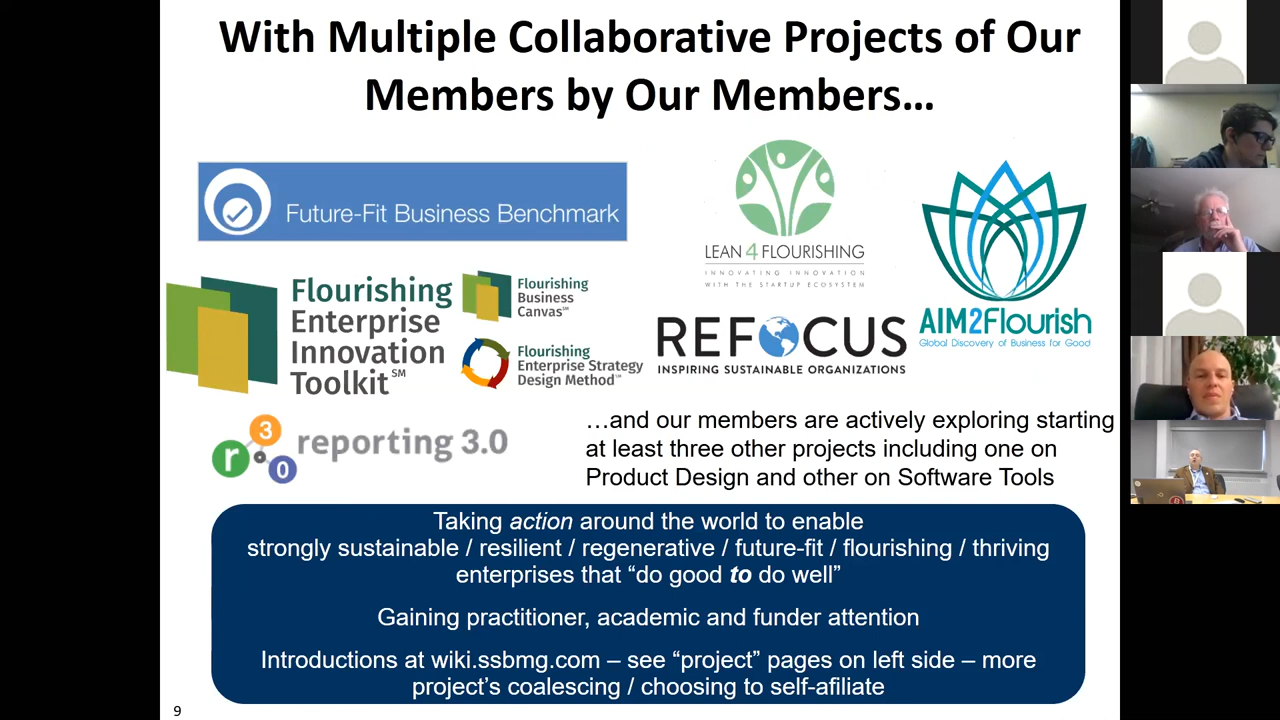 With Multiple Collaborative Projects of Our
Members by Our Members…
Future-Fit Business Benchmark
LEAN 4 FLOURISHING
INNOVATING INNOVATION
WITH THE STARTUP ECOSYSTEM
AIM2Flourish
Global Discovery of Business for Good
Flourishing
Enterprise
Innovation
Toolkit℠
Flourishing
Business
Canvas℠
Flourishing
Enterprise Strategy
Design Method℠
REFOCUS
INSPIRING SUSTAINABLE ORGANIZATIONS
r 3 0
reporting 3.0
…and our members are actively exploring starting
at least three other projects including one on
Product Design and other on Software Tools
Taking action around the world to enable
strongly sustainable / resilient / regenerative / future-fit / flourishing / thriving
enterprises that “do good to do well”
Gaining practitioner, academic and funder attention
Introductions at wiki.ssbmg.com – see “project” pages on left side – more
project’s coalescing / choosing to self-afiliate
9